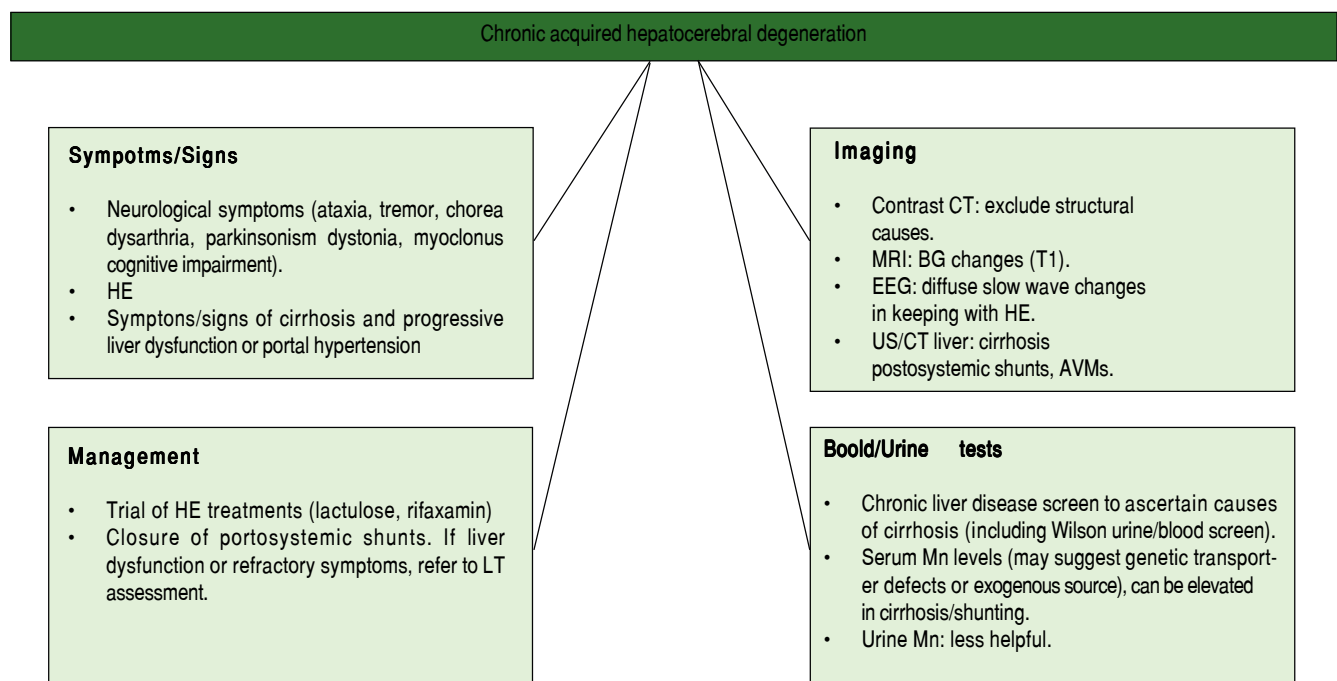 Chronic acquired hepatocerebral degeneration
Sympotms/Signs
• Neurological symptoms (ataxia, tremor, chorea
dysarthria, parkinsonism dystonia, myoclonus
cognitive impairment).
• HE
• Symptons/signs of cirrhosis and progressive
liver dysfunction or portal hypertension
Imaging
• Contrast CT: exclude structural
causes.
• MRI: BG changes (T1).
• EEG: diffuse slow wave changes
in keeping with HE.
• US/CT liver: cirrhosis
postosystemic shunts, AVMs.
Management
• Trial of HE treatments (lactulose, rifaxamin)
• Closure of portosystemic shunts. If liver
dysfunction or refractory symptoms, refer to LT
assessment.
Boold/Urine tests
• Chronic liver disease screen to ascertain causes
of cirrhosis (including Wilson urine/blood screen).
• Serum Mn levels (may suggest genetic transport-
er defects or exogenous source), can be elevated
in cirrhosis/shunting.
• Urine Mn: less helpful.